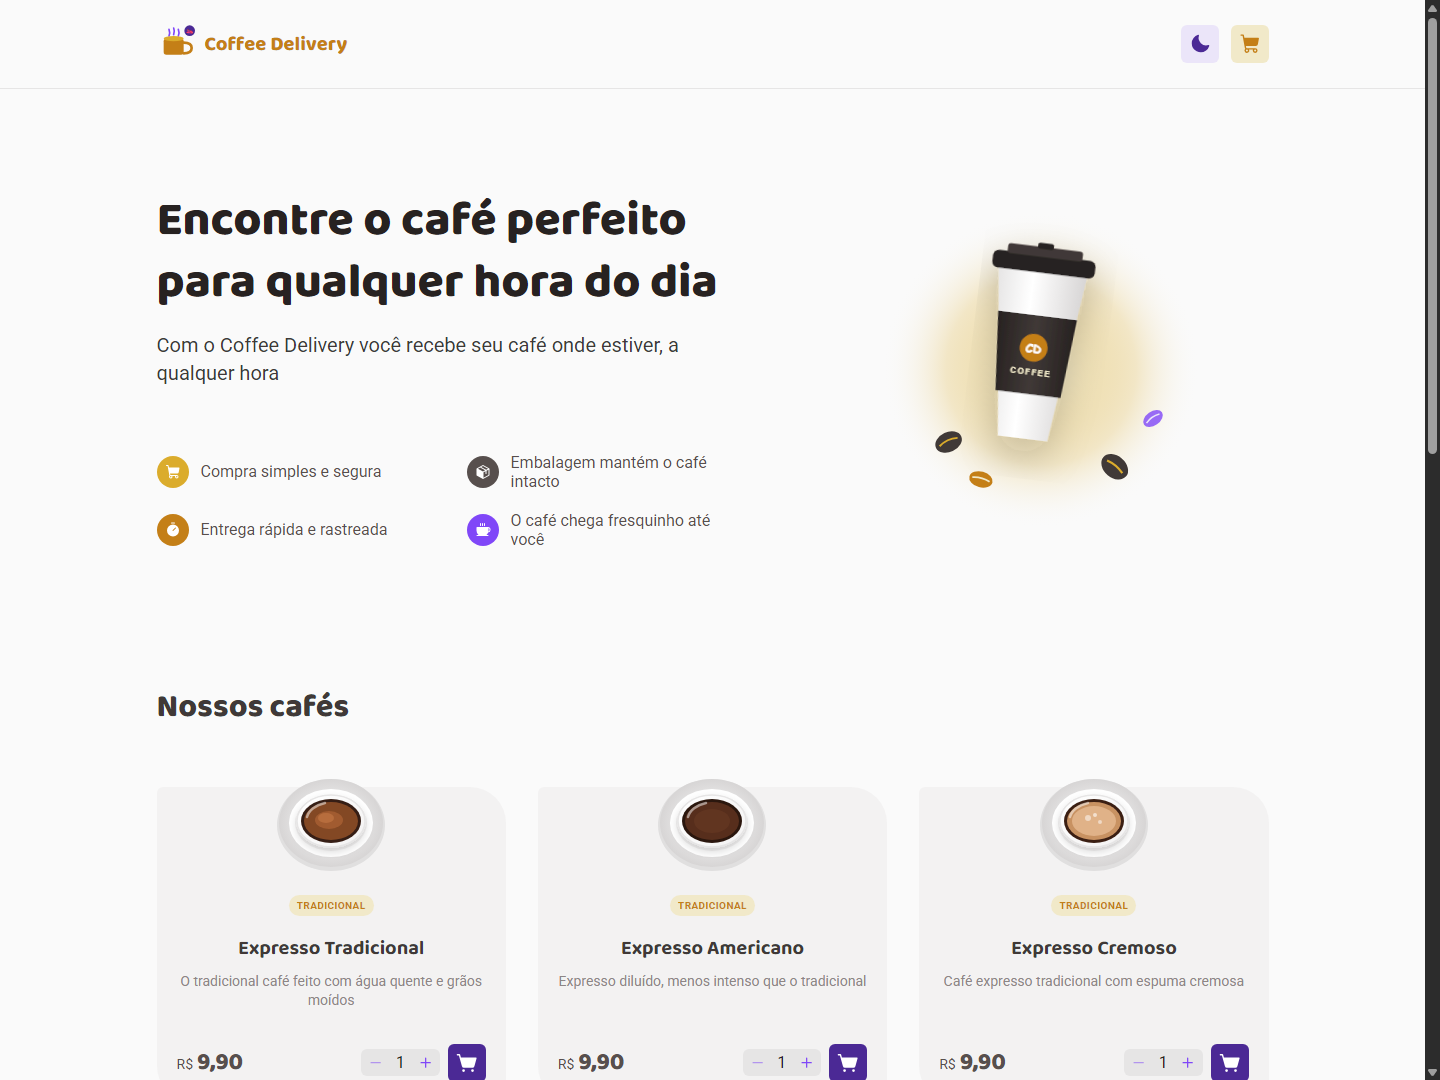 Coffee Delivery
Encontre o café perfeito
para qualquer hora do dia
Com o Coffee Delivery você recebe seu café onde estiver, a
qualquer hora
Compra simples e segura
Embalagem mantém o café
intacto
Entrega rápida e rastreada
O café chega fresquinho até
você
CD
COFFEE
Nossos cafés
TRADICIONAL
Expresso Tradicional
O tradicional café feito com água quente e grãos
moídos
R$ 9,90
1
TRADICIONAL
Expresso Americano
Expresso diluído, menos intenso que o tradicional
R$ 9,90
1
TRADICIONAL
Expresso Cremoso
Café expresso tradicional com espuma cremosa
R$ 9,90
1